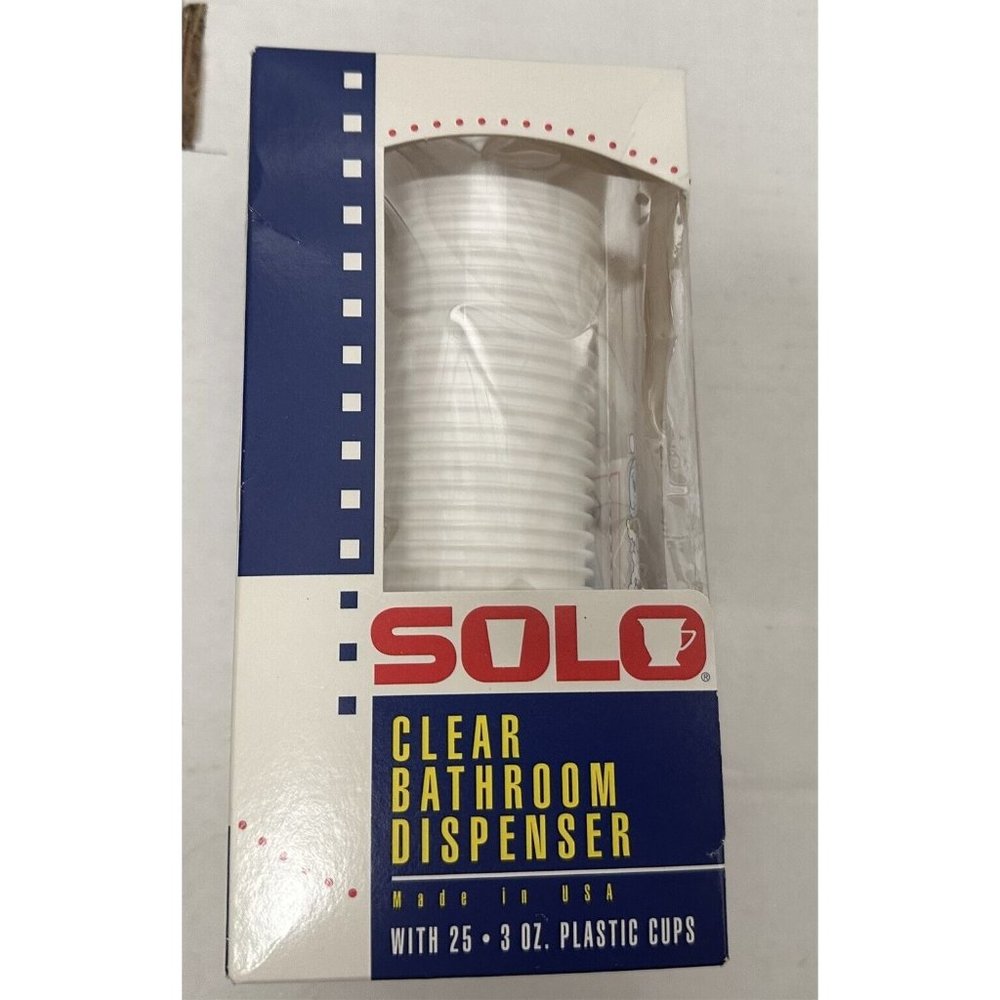 SOLO®
CLEAR
BATHROOM
DISPENSER
Made in USA
WITH 25 • 3 OZ. PLASTIC CUPS